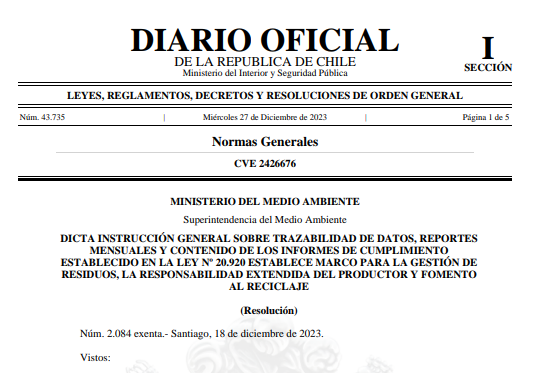 DIARIO OFICIAL
DE LA REPUBLICA DE CHILE
Ministerio del Interior y Seguridad Pública
I
SECCIÓN
LEYES, REGLAMENTOS, DECRETOS Y RESOLUCIONES DE ORDEN GENERAL
Núm. 43.735 | Miércoles 27 de Diciembre de 2023 | Página 1 de 5
Normas Generales
CVE 2426676
MINISTERIO DEL MEDIO AMBIENTE
Superintendencia del Medio Ambiente
DICTA INSTRUCCIÓN GENERAL SOBRE TRAZABILIDAD DE DATOS, REPORTES
MENSUALES Y CONTENIDO DE LOS INFORMES DE CUMPLIMIENTO
ESTABLECIDO EN LA LEY Nº 20.920 ESTABLECE MARCO PARA LA GESTIÓN DE
RESIDUOS, LA RESPONSABILIDAD EXTENDIDA DEL PRODUCTOR Y FOMENTO
AL RECICLAJE
(Resolución)
Núm. 2.084 exenta.- Santiago, 18 de diciembre de 2023.
Vistos: